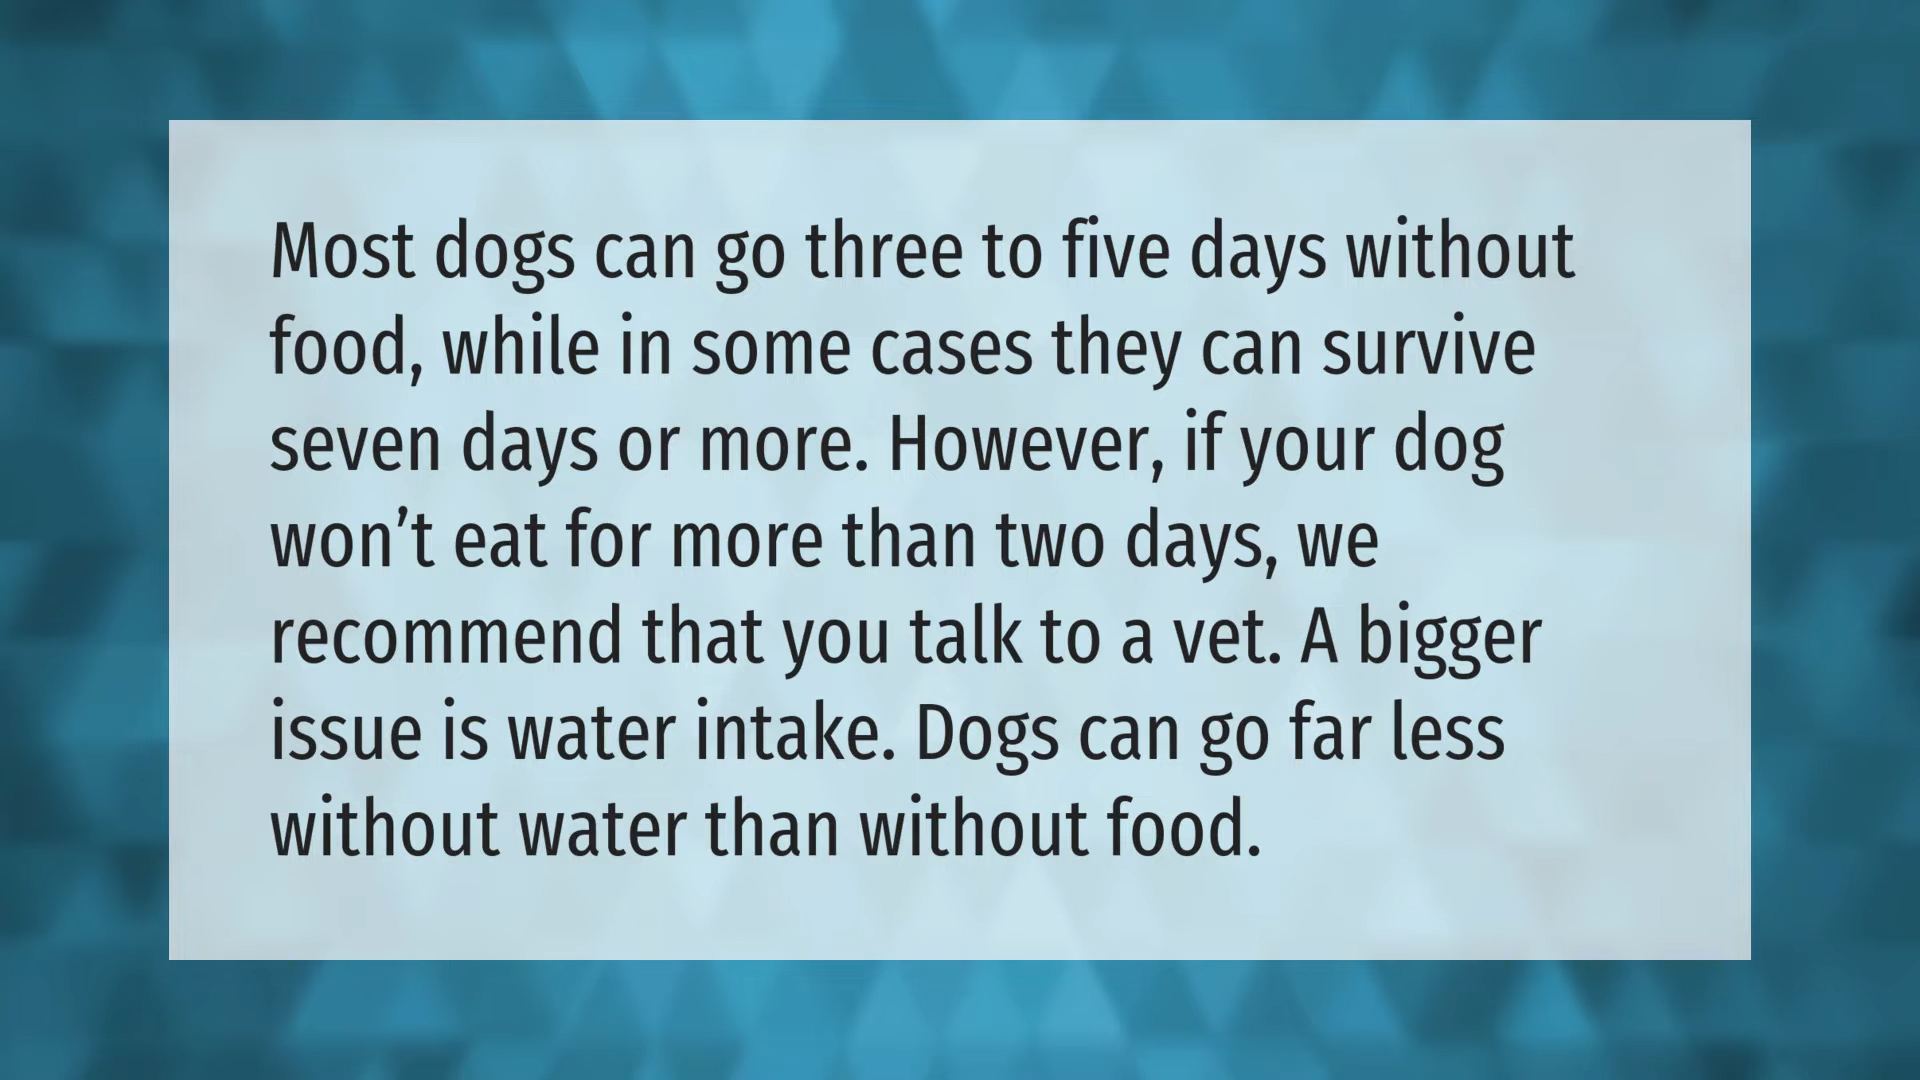 Most dogs can go three to five days without
food, while in some cases they can survive
seven days or more. However, if your dog
won’t eat for more than two days, we
recommend that you talk to a vet. A bigger
issue is water intake. Dogs can go far less
without water than without food.